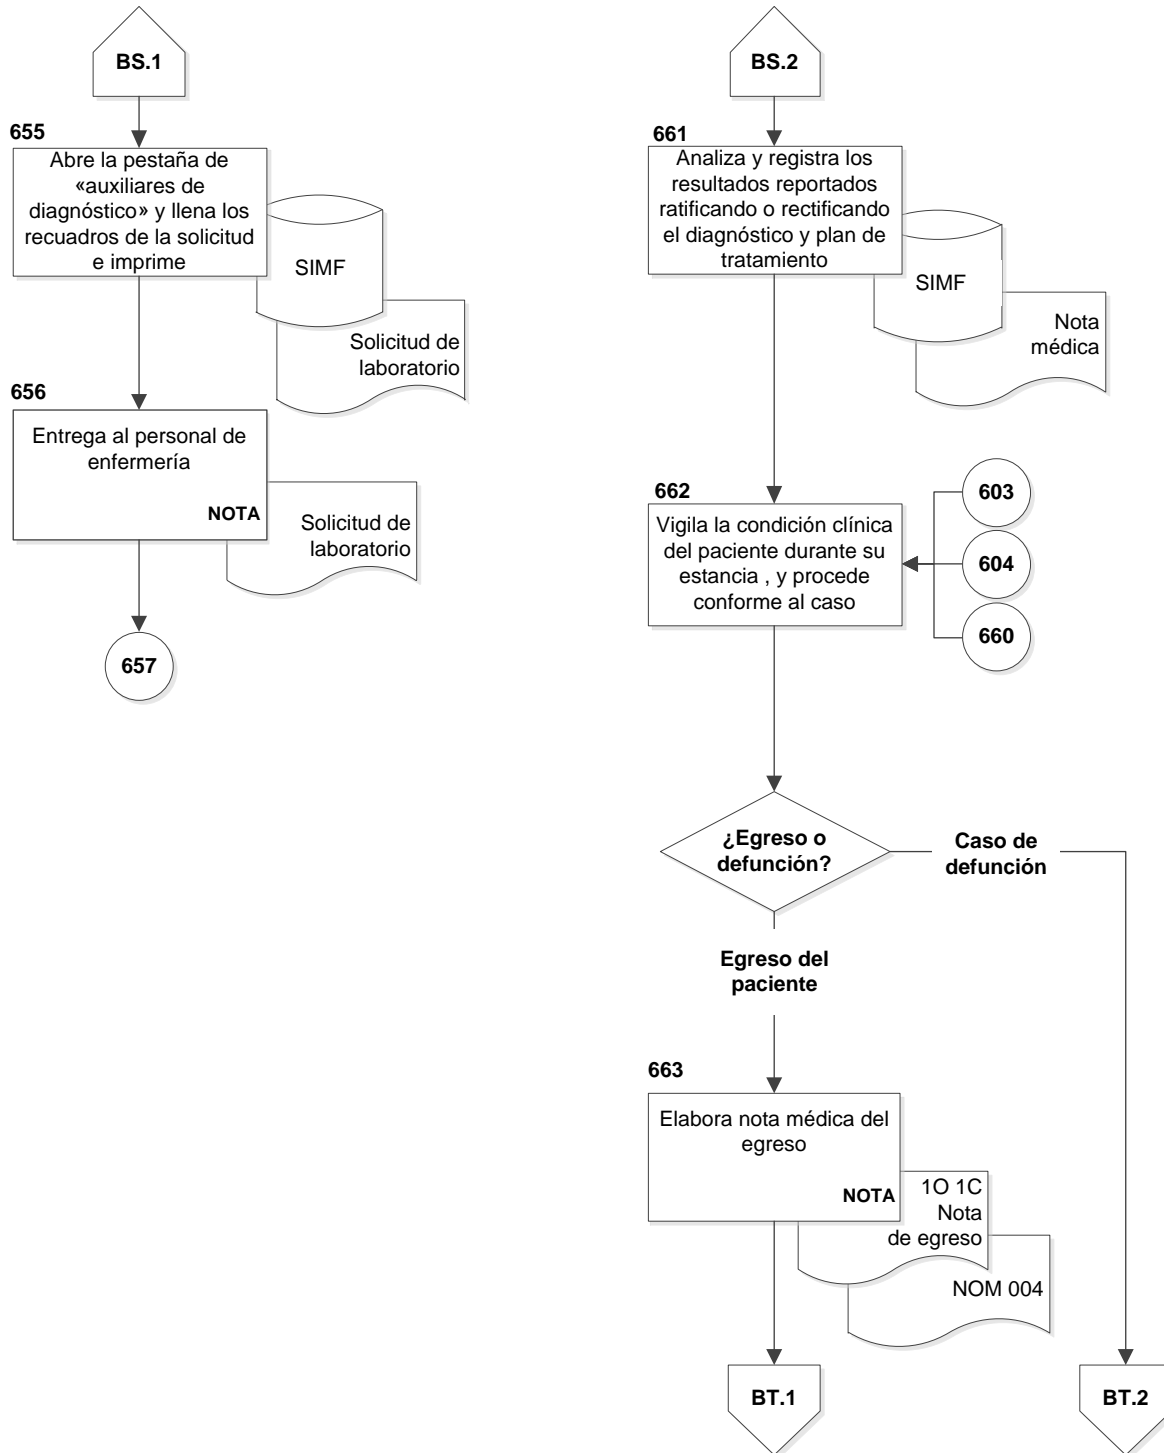 BS.1
655
Abre la pestaña de
«auxiliares de
diagnóstico» y llena los
recuadros de la solicitud
e imprime
SIMF
Solicitud de
laboratorio
656
Entrega al personal de
enfermería
NOTA
Solicitud de
laboratorio
657
BS.2
661
Analiza y registra los
resultados reportados
ratificando o rectificando
el diagnóstico y plan de
tratamiento
SIMF
Nota
médica
662
Vigila la condición clínica
del paciente durante su
estancia , y procede
conforme al caso
603
604
660
¿Egreso o
defunción?
Caso de
defunción
Egreso del
paciente
663
Elabora nota médica del
egreso
NOTA
1O 1C
Nota
de egreso
NOM 004
BT.1
BT.2